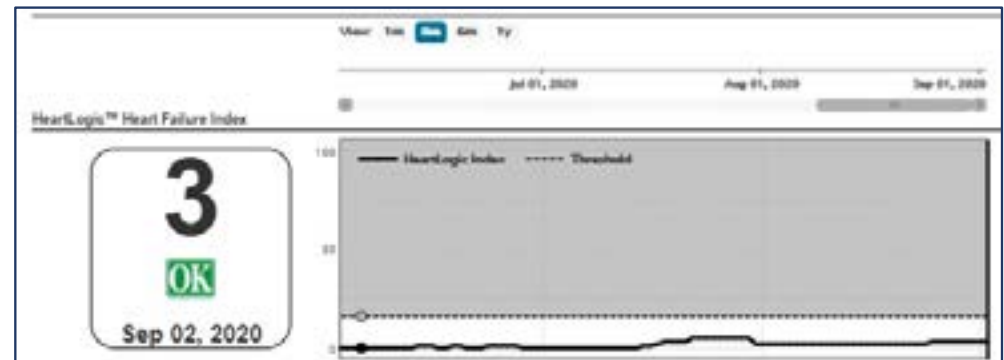 View: 1m 3m 6m 1y
Jul 01, 2020 Aug 01, 2020 Sep 01, 2020
HeartLogic™ Heart Failure Index
100
HeartLogic Index Threshold
3
50
OK
Sep 02, 2020
0